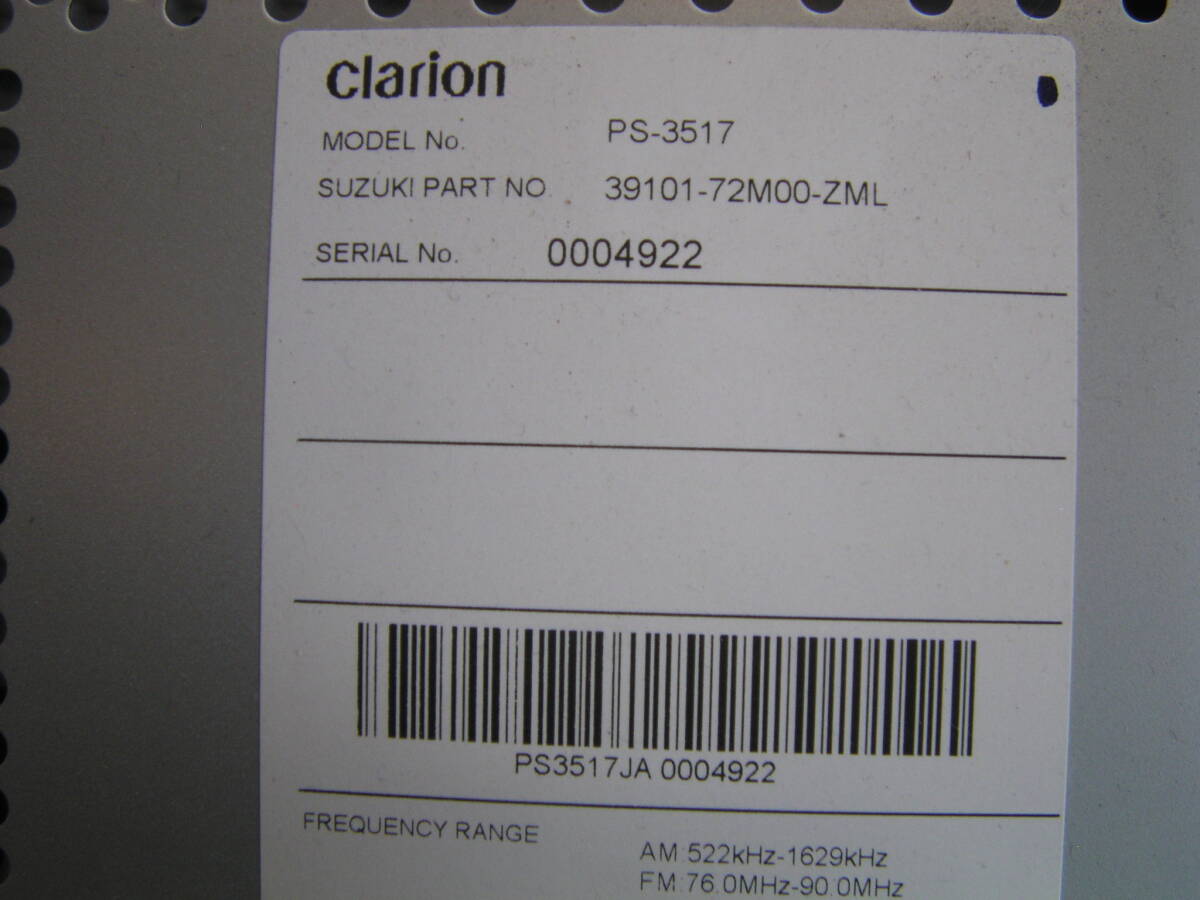 clarion
MODEL No. PS-3517
SUZUKI PART NO. 39101-72M00-ZML
SERIAL No. 0004922
PS3517JA 0004922
FREQUENCY RANGE
AM:522kHz-1629kHz
FM:76.0MHz-90.0MHz